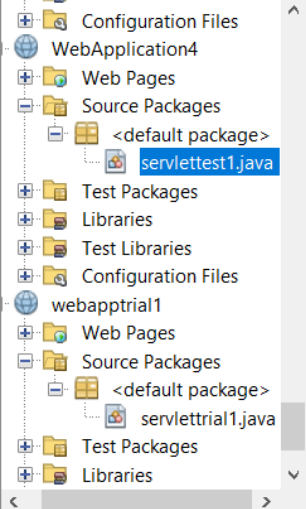 Configuration Files
WebApplication4
Web Pages
Source Packages
<default package>
servlettest1.java
Test Packages
Libraries
Test Libraries
Configuration Files
webapptrial1
Web Pages
Source Packages
<default package>
servlettrial1.java
Test Packages
Libraries